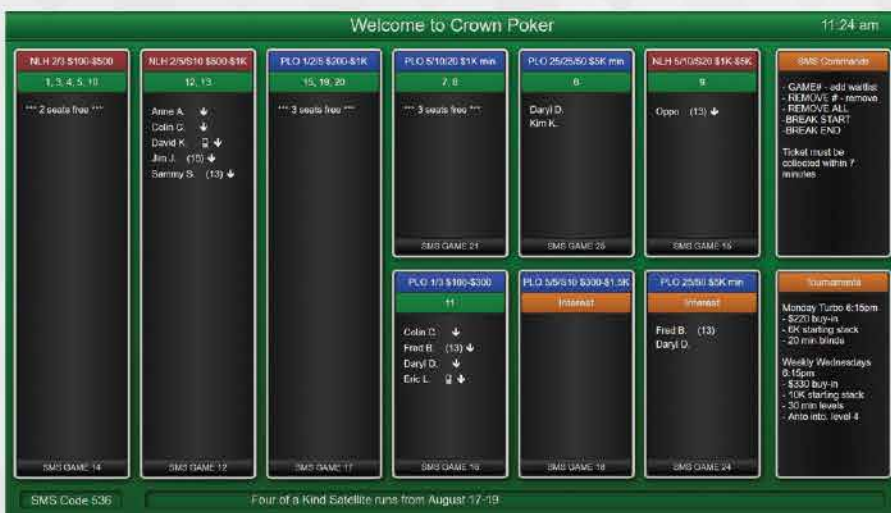 Welcome to Crown Poker
11:24 am
NLH 2/3 $100-$500
1, 3, 4, 5, 10
*** 2 seats free ***
SMS GAME 14
NLH 2/5/S10 $500-$1K
12, 13
Anne A.
Colin C.
David K.
Jim J. (15)
Sammy S. (13)
SMS GAME 12
PLO 1/2/5 $200-$1K
15, 19, 20
*** 3 seats free ***
SMS GAME 17
PLO 5/10/20 $1K min
7, 8
*** 3 seats free ***
SMS GAME 21
PLO 25/25/50 $5K min
6
Daryl D.
Kim K.
SMS GAME 25
NLH 5/10/S20 $1K-$5K
9
Oppo (13)
SMS GAME 15
SMS Commands
- GAME# - add waitlist
- REMOVE # - remove
- REMOVE ALL
-BREAK START
-BREAK END
Ticket must be
collected within 7
minutes
PLO 1/3 $100-$300
11
Colin C.
Fred B. (13)
Daryl D.
Eric L.
SMS GAME 16
PLO 5/5/S10 $300-$1.5K
Interest
SMS GAME 18
PLO 25/50 $5K min
Interest
Fred B. (13)
Daryl D.
SMS GAME 24
Tournaments
Monday Turbo 6:15pm
- $220 buy-in
- 6K starting stack
- 20 min blinds
Weekly Wednesdays
6:15pm
- $330 buy-in
- 10K starting stack
- 30 min levels
- Ante into. level 4
SMS Code 536
Four of a Kind Satellite runs from August 17-19